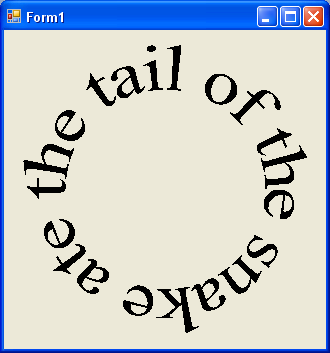 Form1
the tail of the snake ate